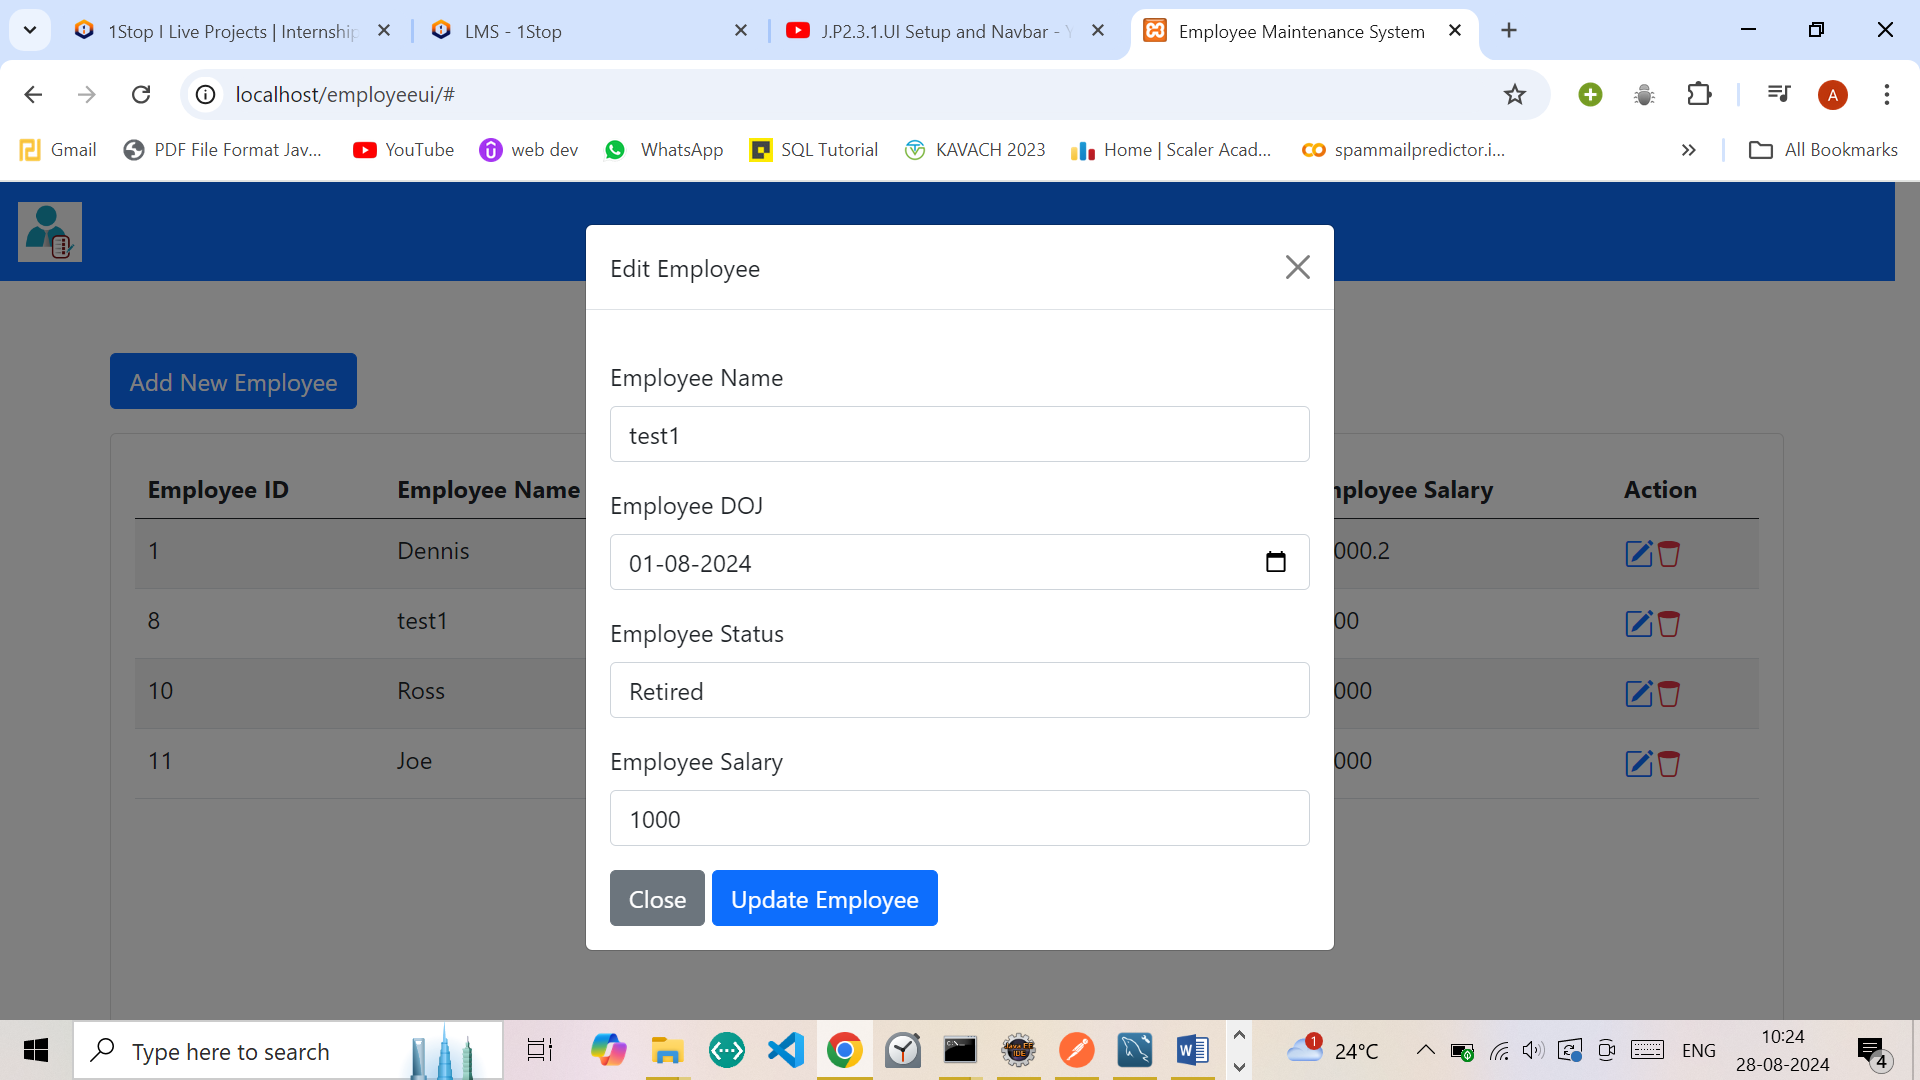 1Stop I Live Projects | Internship
LMS - 1Stop
J.P2.3.1.UI Setup and Navbar - Y
Employee Maintenance System
localhost/employeeui/#
A
Gmail
PDF File Format Jav...
YouTube
web dev
WhatsApp
SQL Tutorial
KAVACH 2023
Home | Scaler Acad...
spammailpredictor.i...
All Bookmarks
Edit Employee
Add New Employee
Employee Name
test1
Employee DOJ
01-08-2024
Employee Status
Retired
Employee Salary
1000
Close Update Employee
Employee ID Employee Name mployee Salary Action
1 Dennis 000.2
8 test1 00
10 Ross 000
11 Joe 000
Type here to search
1
24°C
ENG
10:24
28-08-2024
4